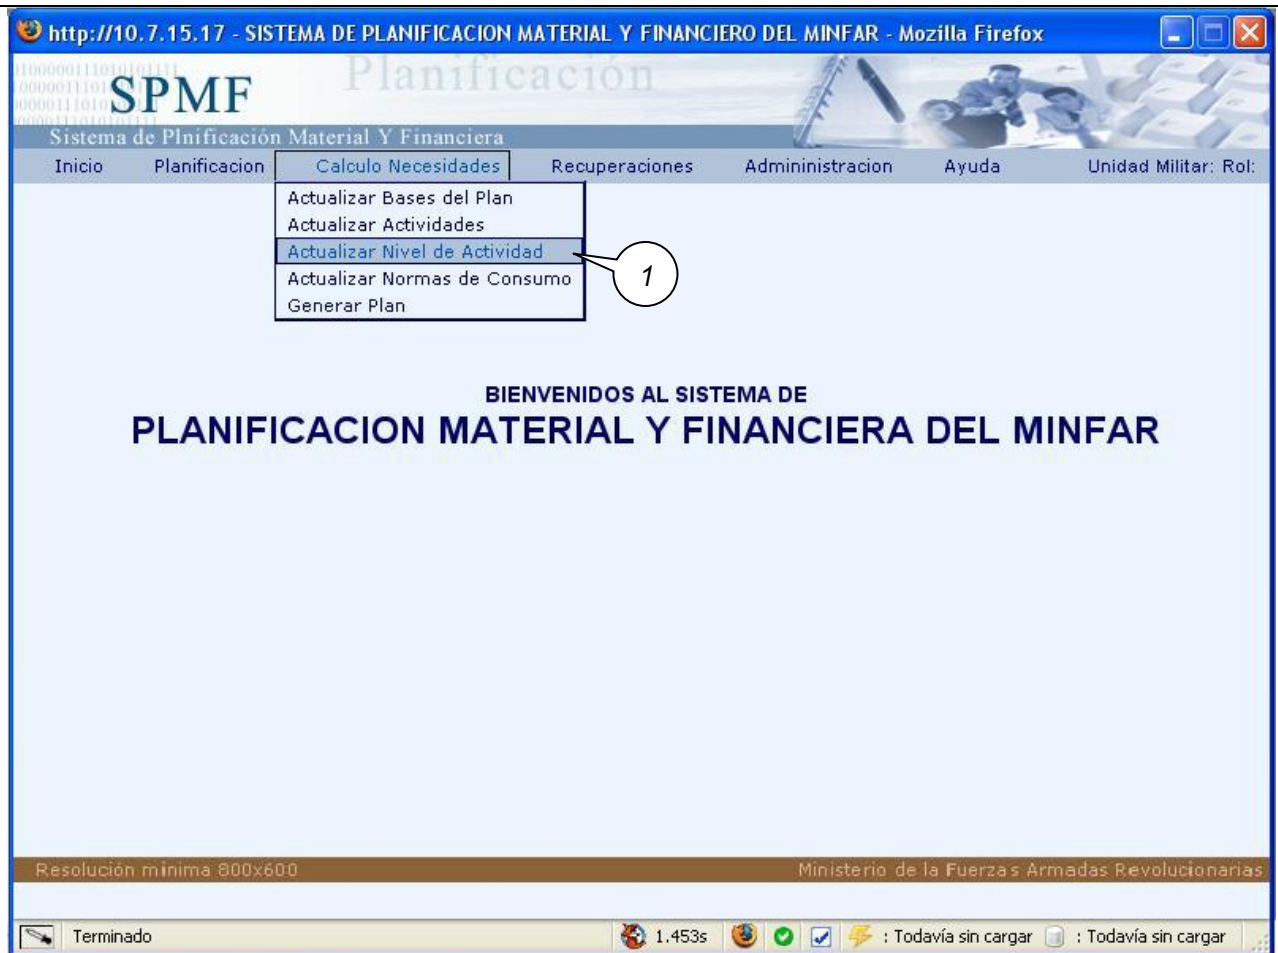 http://10.7.15.17 - SISTEMA DE PLANIFICACION MATERIAL Y FINANCIERO DEL MINFAR - Mozilla Firefox
Planificación
SPMF
Sistema de Plnificación Material Y Financiera
Inicio Planificacion Calculo Necesidades Recuperaciones Admininistracion Ayuda Unidad Militar: Rol:
Actualizar Bases del Plan
Actualizar Actividades
Actualizar Nivel de Actividad
Actualizar Normas de Consumo
Generar Plan
1
BIENVENIDOS AL SISTEMA DE
PLANIFICACION MATERIAL Y FINANCIERA DEL MINFAR
Resolución mínima 800x600 Ministerio de la Fuerzas Armadas Revolucionarias
Terminado 1.453s : Todavía sin cargar : Todavía sin cargar